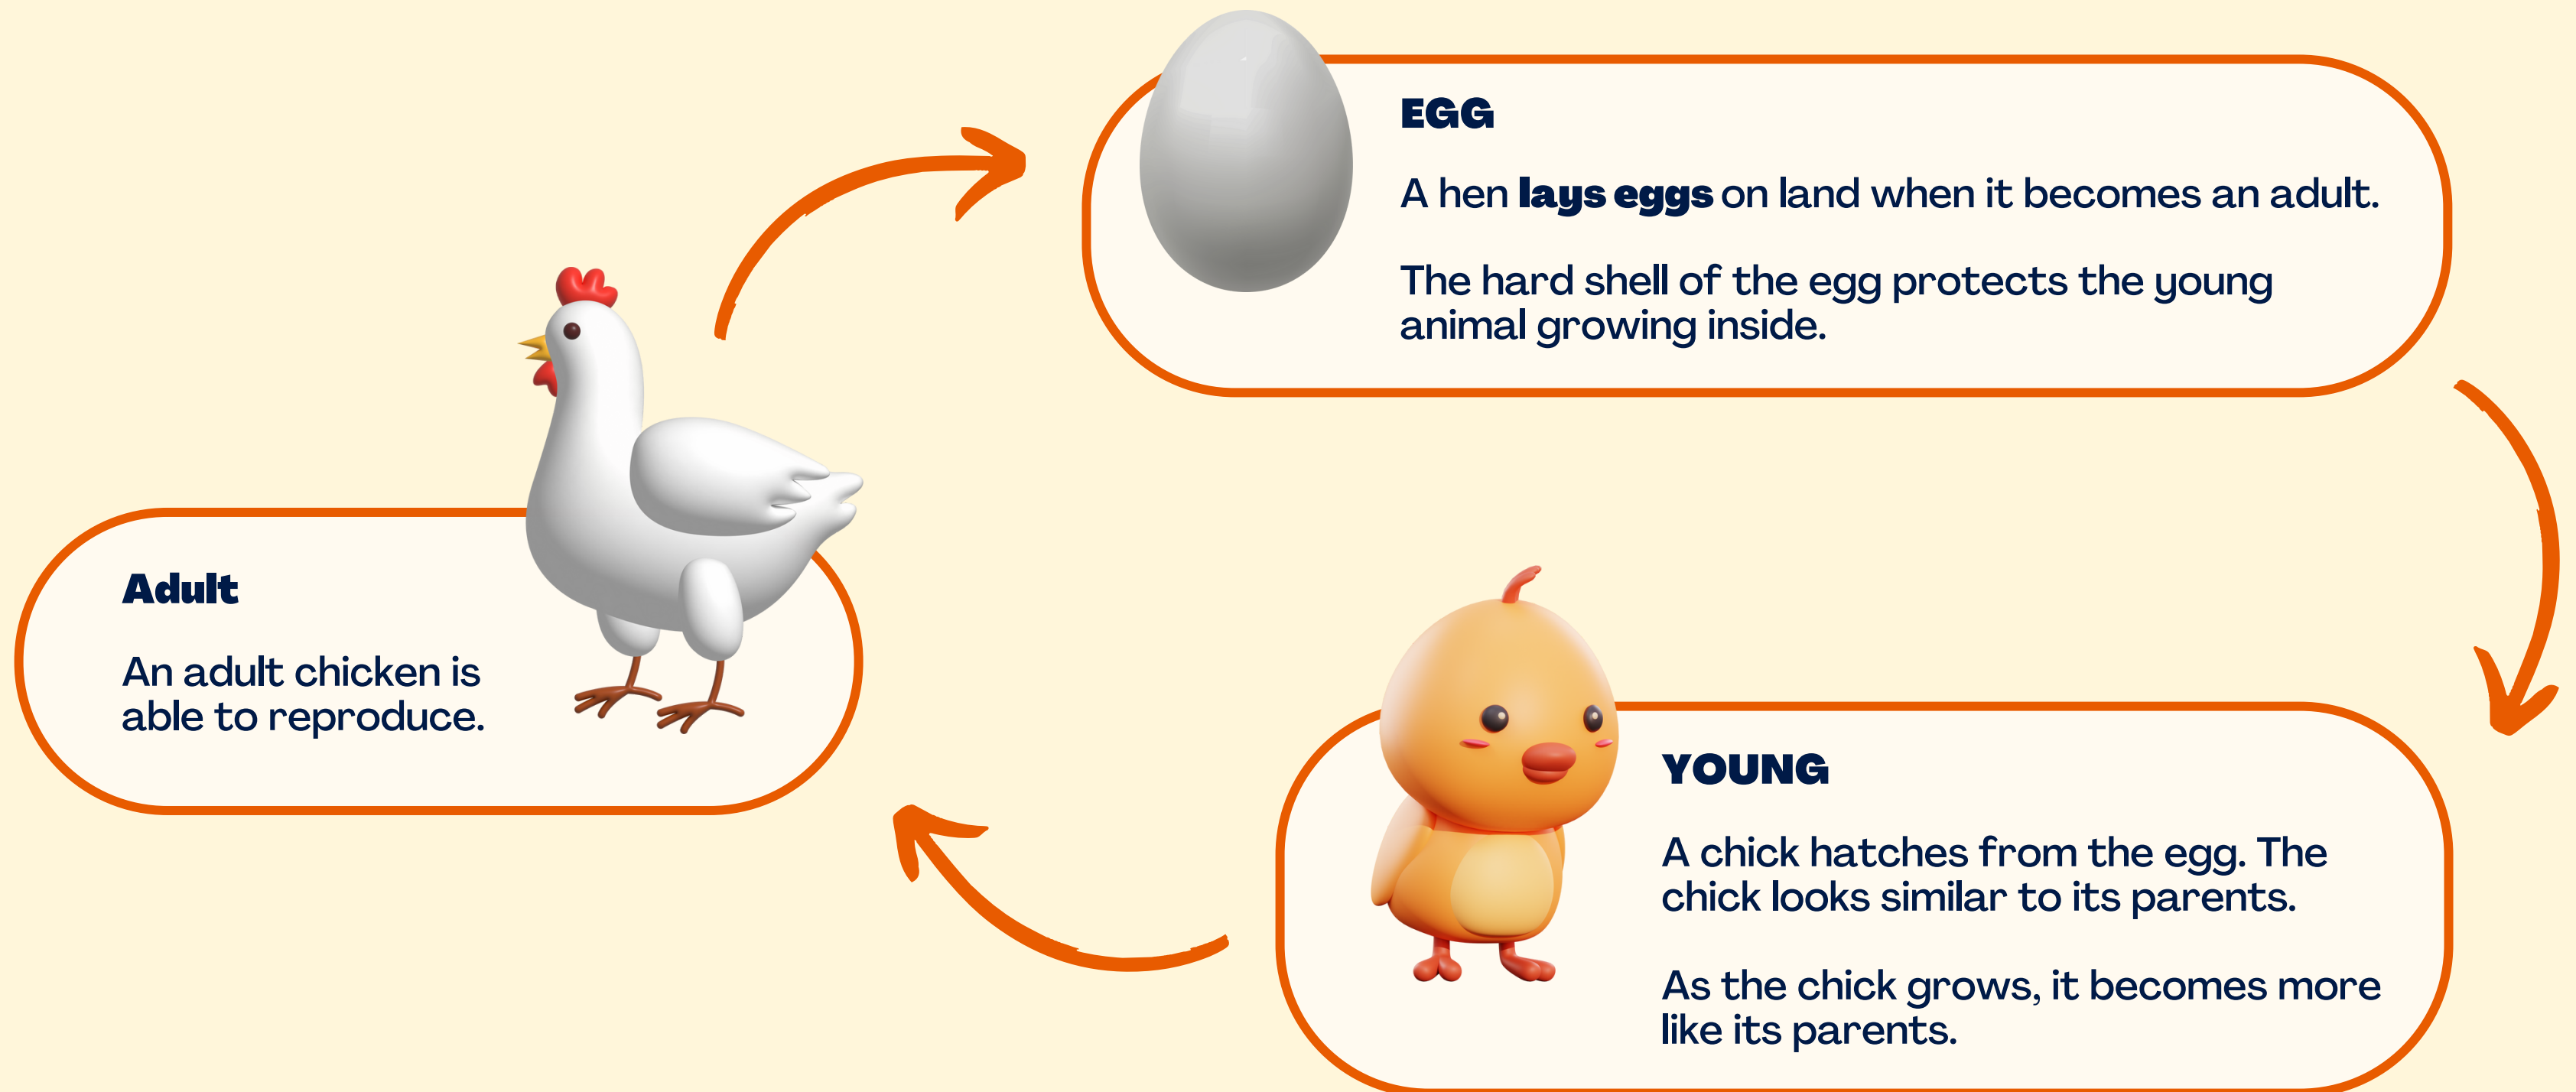 EGG
A hen lays eggs on land when it becomes an adult.
The hard shell of the egg protects the young
animal growing inside.
Adult
An adult chicken is
able to reproduce.
YOUNG
A chick hatches from the egg. The
chick looks similar to its parents.
As the chick grows, it becomes more
like its parents.